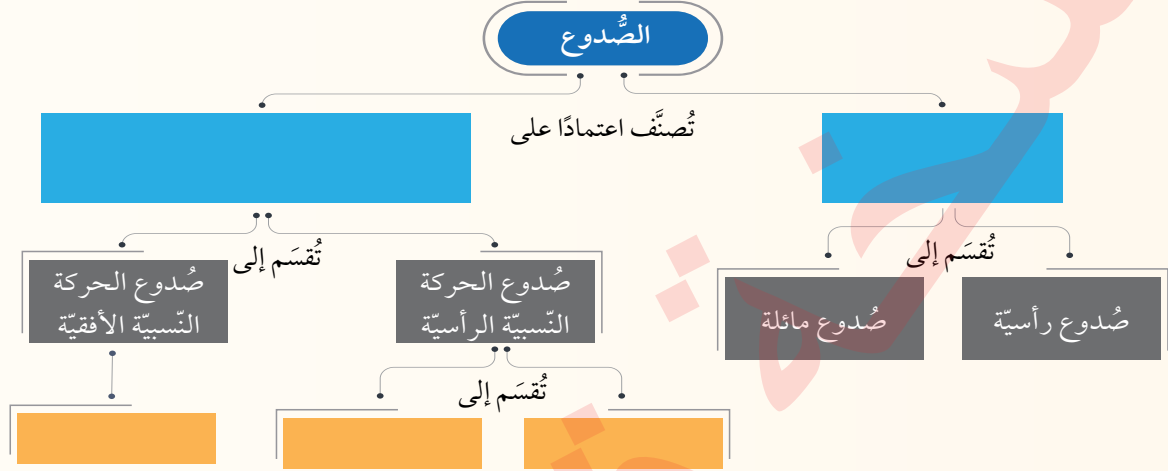 الصُّدوع
تُصنَّف اعتمادًا على
تُقسَم إلى
صُدوع رأسيّة
صُدوع مائلة
تُقسَم إلى
صُدوع الحركة
النّسبيّة الرأسيّة
صُدوع الحركة
النّسبيّة الأفقيّة
تُقسَم إلى